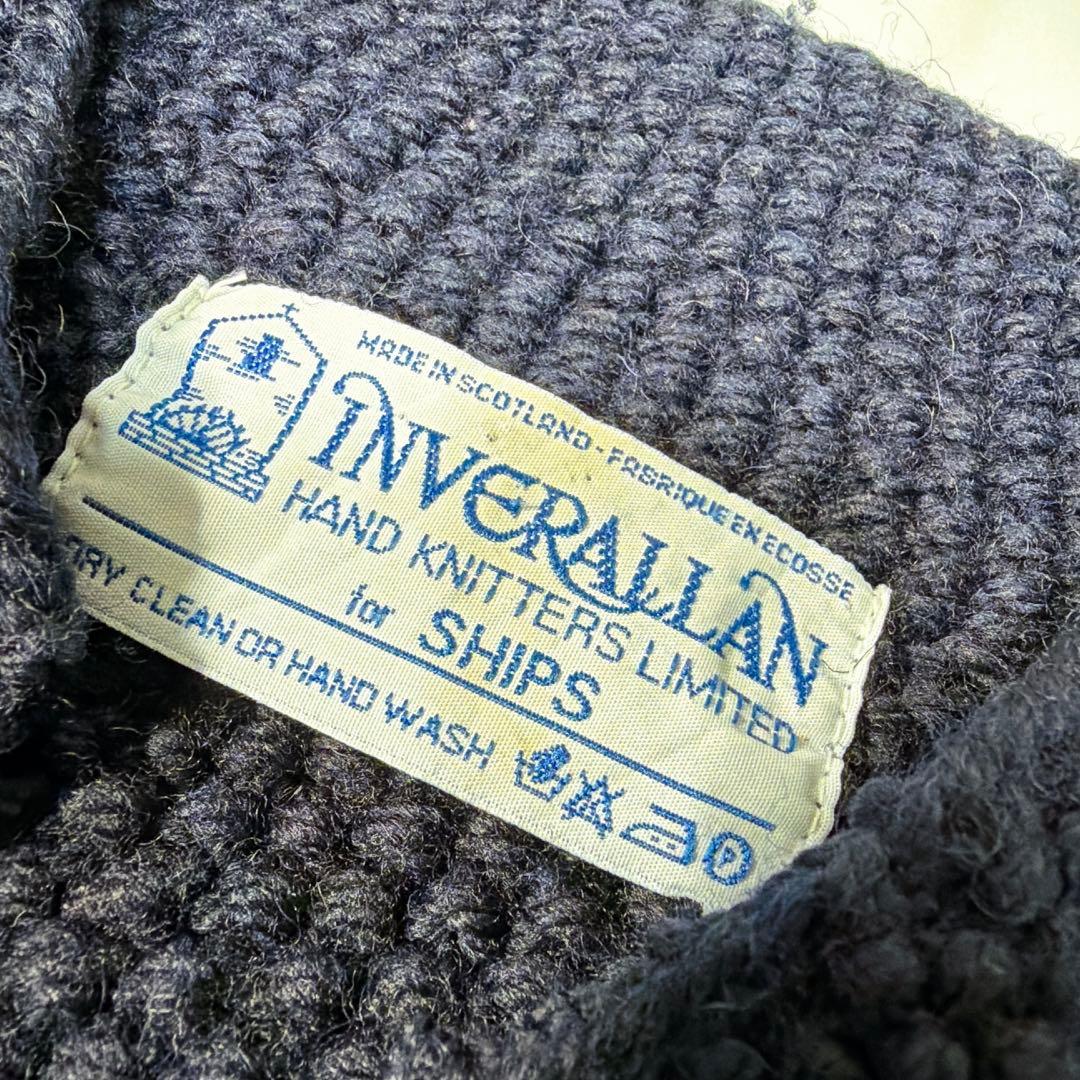 MADE IN SCOTLAND - FABRIQUE EN ECOSSE
INVERALLAN
HAND KNITTERS LIMITED
for SHIPS
DRY CLEAN OR HAND WASH P